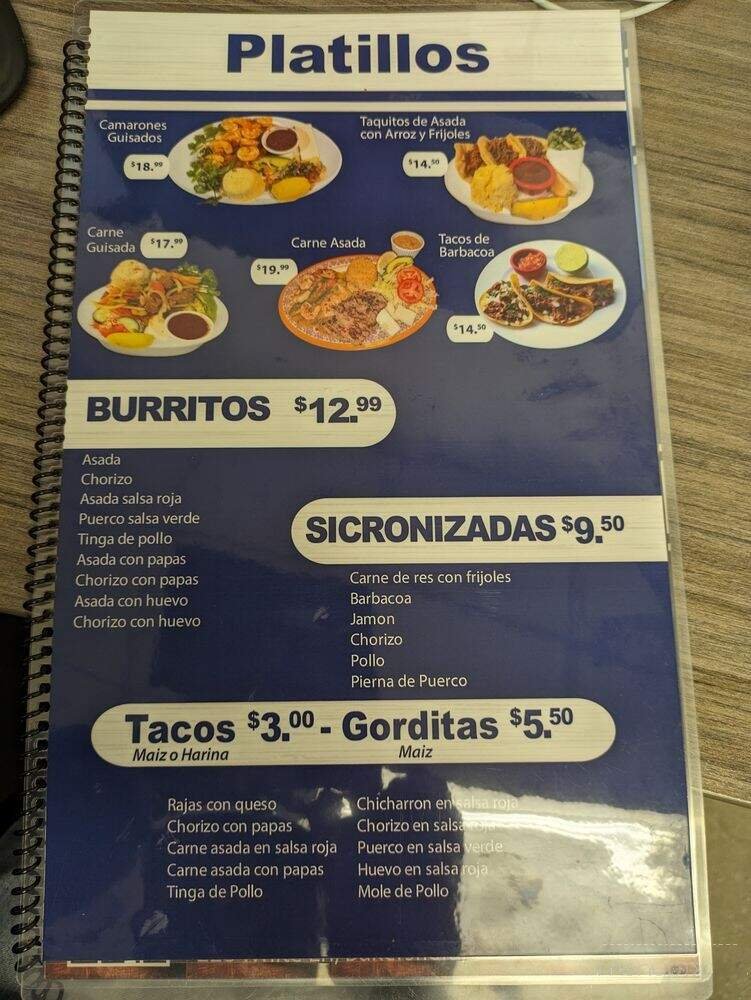 Platillos
Camarones
Guisados
$18.99
Taquitos de Asada
con Arroz y Frijoles
$14.50
Carne
Guisada
$17.99
Carne Asada
$19.99
Tacos de
Barbacoa
$14.50
BURRITOS $12.99
Asada
Chorizo
Asada salsa roja
Puerco salsa verde
Tinga de pollo
Asada con papas
Chorizo con papas
Asada con huevo
Chorizo con huevo
SICRONIZADAS $9.50
Carne de res con frijoles
Barbacoa
Jamon
Chorizo
Pollo
Pierna de Puerco
Tacos $3.00 - Gorditas $5.50
Maiz o Harina
Maiz
Rajas con queso
Chorizo con papas
Carne asada en salsa roja
Carne asada con papas
Tinga de Pollo
Chicharron en salsa roja
Chorizo en salsa roja
Puerco en salsa verde
Huevo en salsa roja
Mole de Pollo